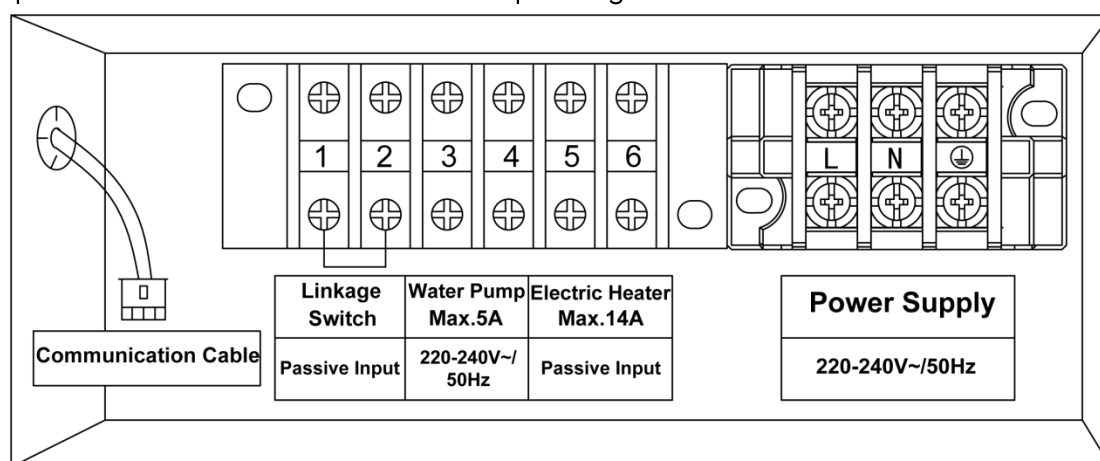 1 2 3 4 5 6
L N
Linkage
Switch
Water Pump
Max.5A
Electric Heater
Max.14A
Power Supply
Communication Cable
Passive Input
220-240V~/
50Hz
Passive Input
220-240V~/50Hz